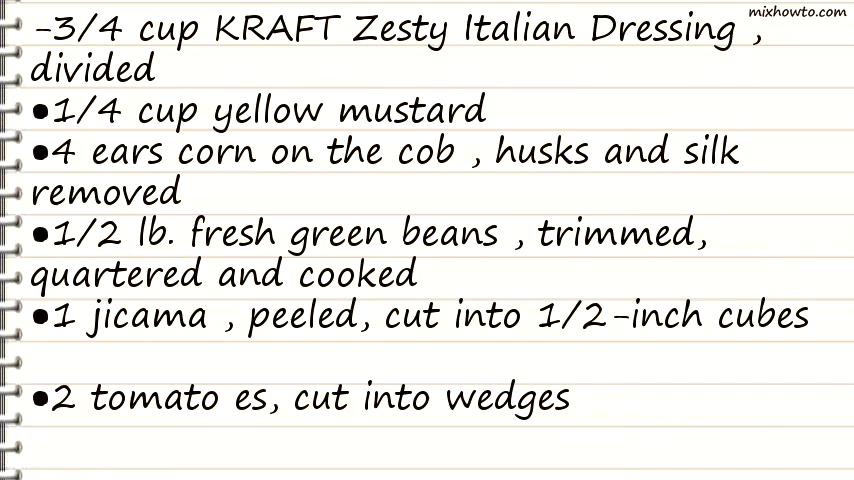 mixhowto.com
-3/4 cup KRAFT Zesty Italian Dressing ,
divided
•1/4 cup yellow mustard
•4 ears corn on the cob , husks and silk
removed
•1/2 lb. fresh green beans , trimmed,
quartered and cooked
•1 jicama , peeled, cut into 1/2-inch cubes
•2 tomato es, cut into wedges